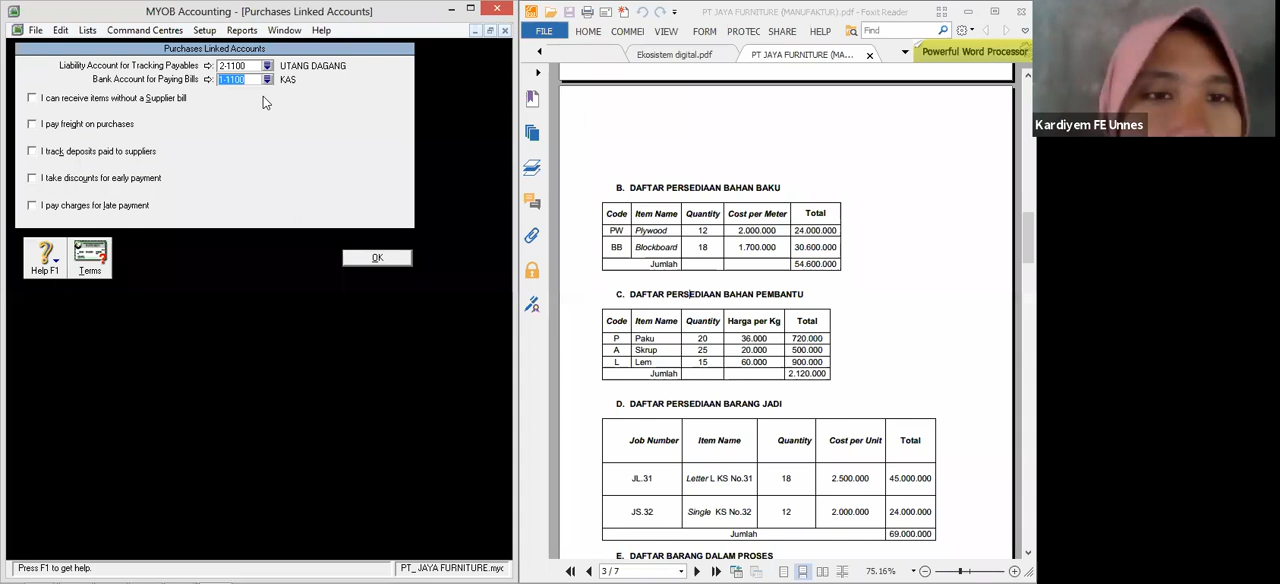 MYOB Accounting - [Purchases Linked Accounts]
File Edit Lists Command Centres Setup Reports Window Help
Purchases Linked Accounts
Liability Account for Tracking Payables 2-1100 UTANG DAGANG
Bank Account for Paying Bills 1-1100 KAS
I can receive items without a Supplier bill
I pay freight on purchases
I track deposits paid to suppliers
I take discounts for early payment
I pay charges for late payment
Help F1
Terms
OK
Press F1 to get help.
PT_ JAYA FURNITURE.myc
PT JAYA FURNITURE (MANUFAKTUR).pdf - Foxit Reader
FILE HOME COMMEI VIEW FORM PROTEC SHARE HELP Find
Ekosistem digital.pdf
PT JAYA FURNITURE (M...
Powerful Word Processor
B. DAFTAR PERSEDIAAN BAHAN BAKU
Code Item Name Quantity Cost per Meter Total
PW Plywood 12 2.000.000 24.000.000
BB Blockboard 18 1.700.000 30.600.000
Jumlah 54.600.000
C. DAFTAR PERSEDIAAN BAHAN PEMBANTU
Code Item Name Quantity Harga per Kg Total
P Paku 20 36.000 720.000
A Skrup 25 20.000 500.000
L Lem 15 60.000 900.000
Jumlah 2.120.000
D. DAFTAR PERSEDIAAN BARANG JADI
Job Number Item Name Quantity Cost per Unit Total
JL.31 Letter L KS No.31 18 2.500.000 45.000.000
JS.32 Single KS No.32 12 2.000.000 24.000.000
Jumlah 69.000.000
E. DAFTAR BARANG DALAM PROSES
3 / 7
75.16%
Kardiyem FE Unnes